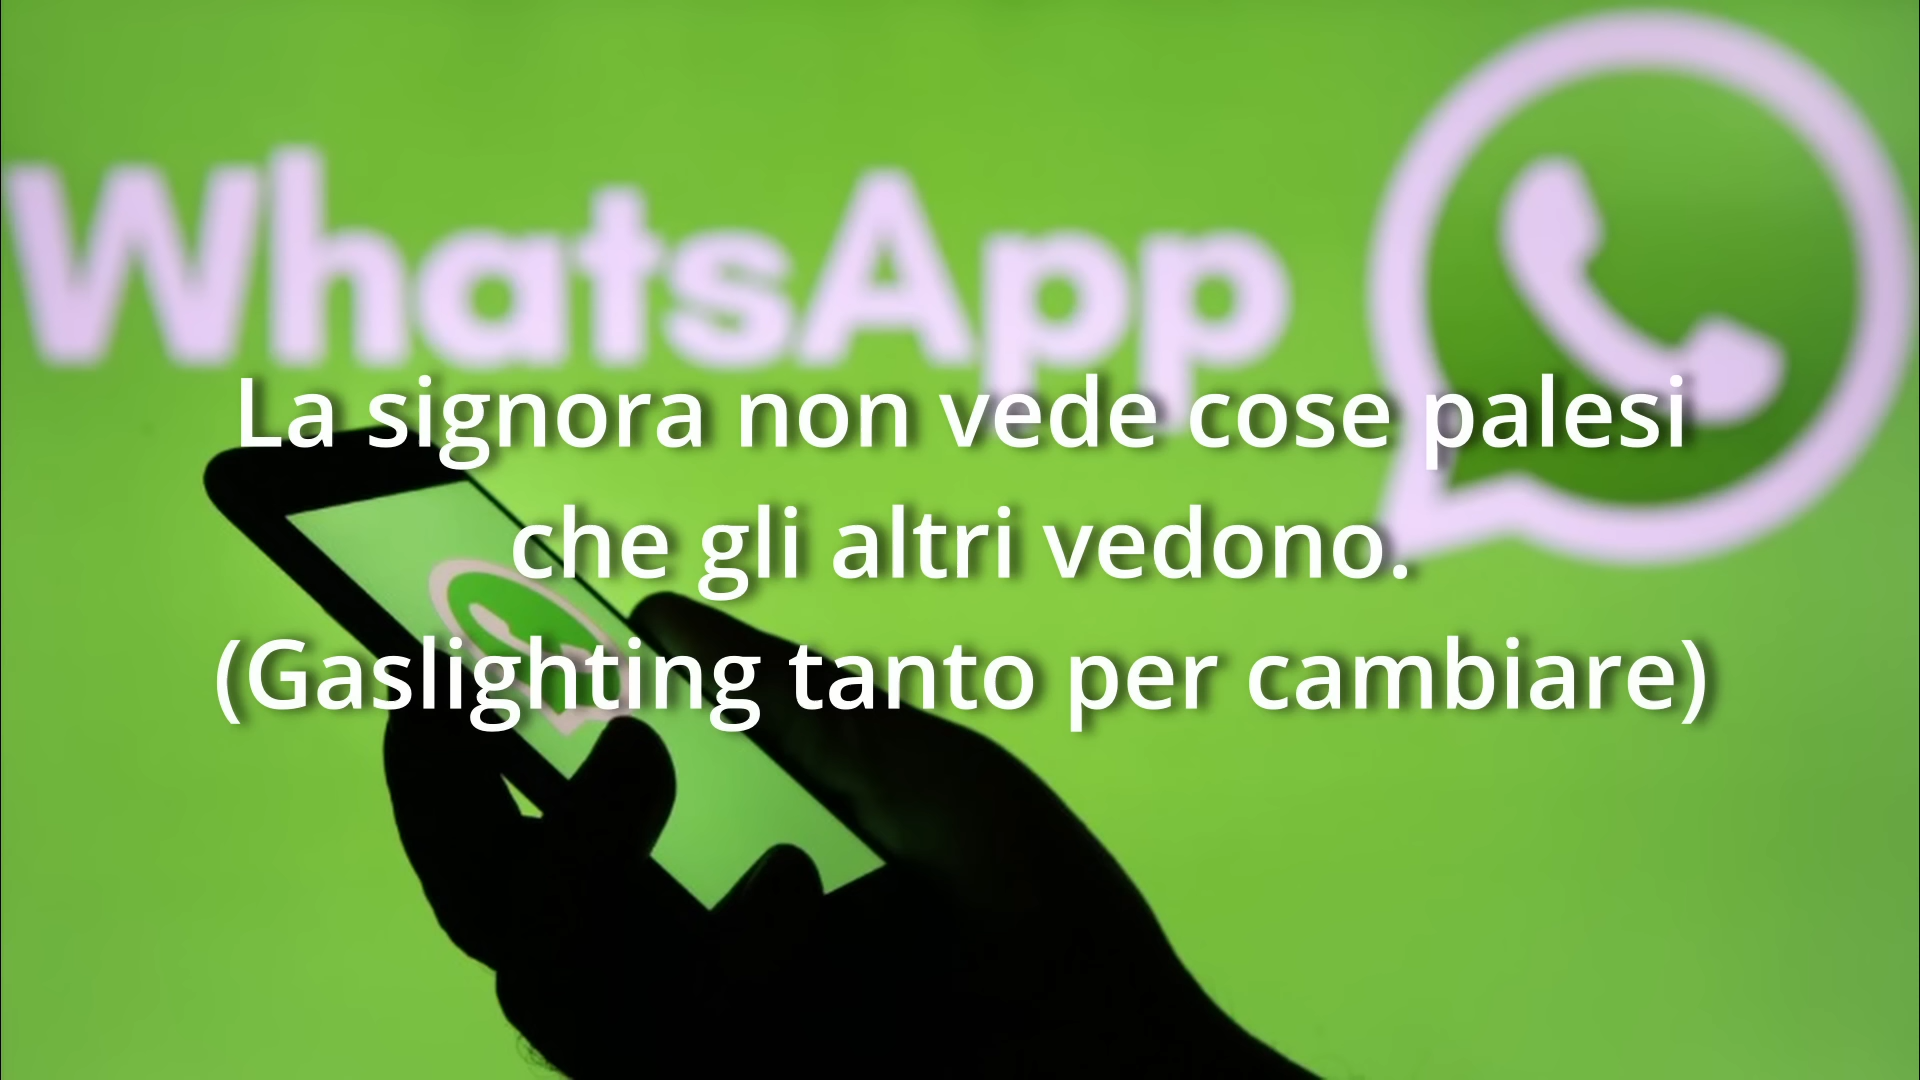 WhatsApp
La signora non vede cose palesi
che gli altri vedono.
(Gaslighting tanto per cambiare)